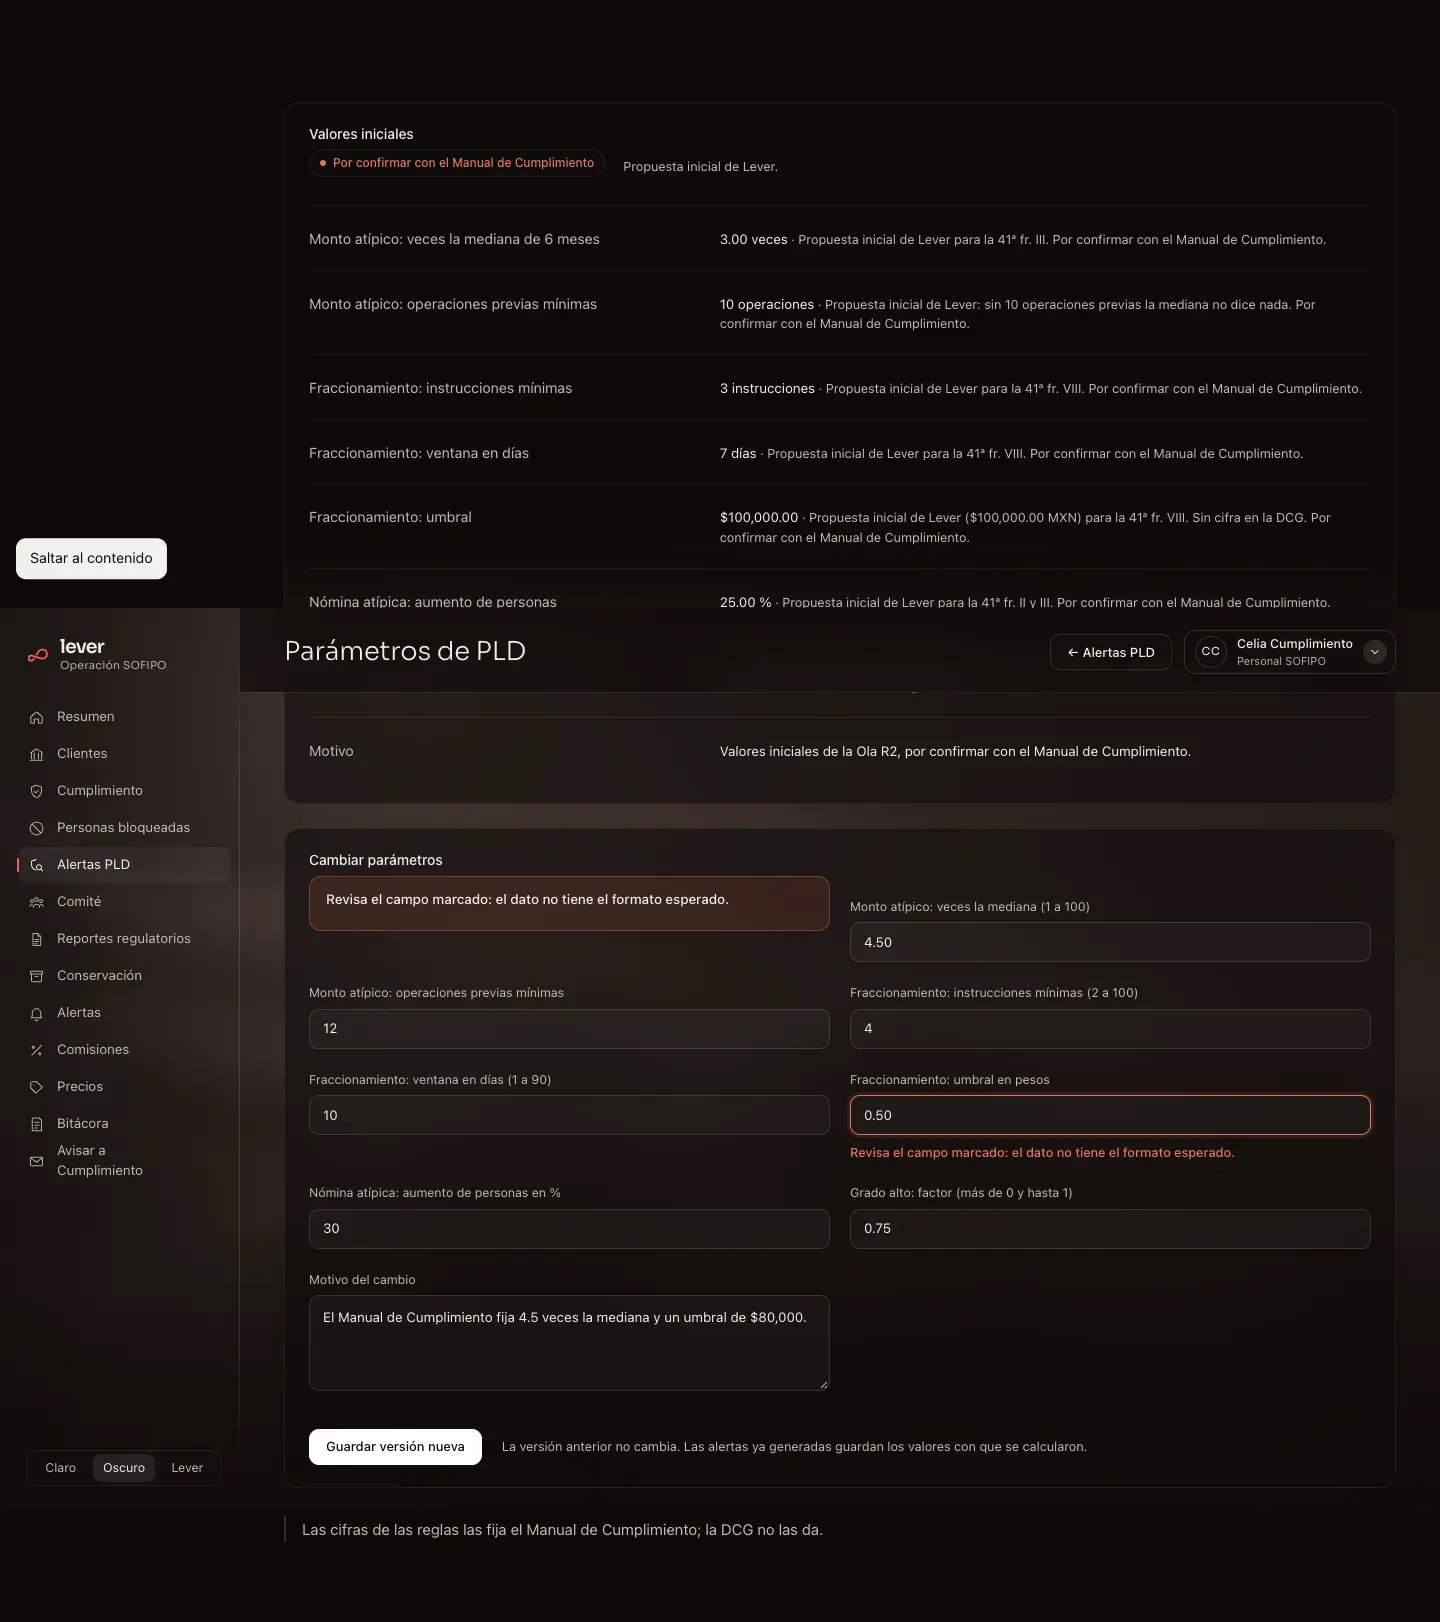 Valores iniciales
Por confirmar con el Manual de Cumplimiento
Propuesta inicial de Lever.
Monto atípico: veces la mediana de 6 meses
3.00 veces · Propuesta inicial de Lever para la 41ª fr. III. Por confirmar con el Manual de Cumplimiento.
Monto atípico: operaciones previas mínimas
10 operaciones · Propuesta inicial de Lever: sin 10 operaciones previas la mediana no dice nada. Por
confirmar con el Manual de Cumplimiento.
Fraccionamiento: instrucciones mínimas
3 instrucciones · Propuesta inicial de Lever para la 41ª fr. VIII. Por confirmar con el Manual de Cumplimiento.
Fraccionamiento: ventana en días
7 días · Propuesta inicial de Lever para la 41ª fr. VIII. Por confirmar con el Manual de Cumplimiento.
Fraccionamiento: umbral
$100,000.00 · Propuesta inicial de Lever ($100,000.00 MXN) para la 41ª fr. VIII. Sin cifra en la DCG. Por
confirmar con el Manual de Cumplimiento.
Saltar al contenido
Nómina atípica: aumento de personas
25.00 % · Propuesta inicial de Lever para la 41ª fr. II y III. Por confirmar con el Manual de Cumplimiento.
lever
Operación SOFIPO
Parámetros de PLD
← Alertas PLD
CC
Celia Cumplimiento
Personal SOFIPO
Resumen
Clientes
Cumplimiento
Personas bloqueadas
Alertas PLD
Comité
Reportes regulatorios
Conservación
Alertas
Comisiones
Precios
Bitácora
Avisar a
Cumplimiento
Claro
Oscuro
Lever
Motivo
Valores iniciales de la Ola R2, por confirmar con el Manual de Cumplimiento.
Cambiar parámetros
Revisa el campo marcado: el dato no tiene el formato esperado.
Monto atípico: veces la mediana (1 a 100)
4.50
Monto atípico: operaciones previas mínimas
12
Fraccionamiento: instrucciones mínimas (2 a 100)
4
Fraccionamiento: ventana en días (1 a 90)
10
Fraccionamiento: umbral en pesos
0.50
Revisa el campo marcado: el dato no tiene el formato esperado.
Nómina atípica: aumento de personas en %
30
Grado alto: factor (más de 0 y hasta 1)
0.75
Motivo del cambio
El Manual de Cumplimiento fija 4.5 veces la mediana y un umbral de $80,000.
Guardar versión nueva
La versión anterior no cambia. Las alertas ya generadas guardan los valores con que se calcularon.
Las cifras de las reglas las fija el Manual de Cumplimiento; la DCG no las da.